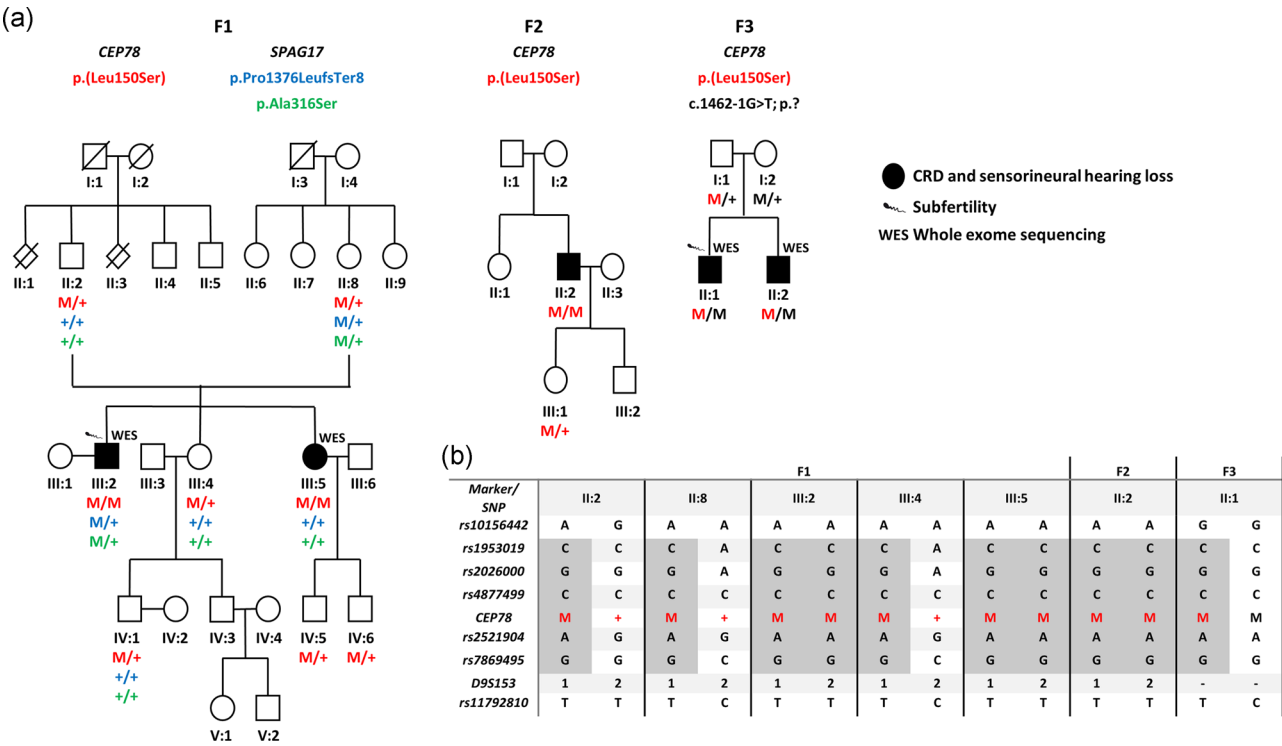 (a)
F1
CEP78
SPAG17
p.(Leu150Ser)
p.Pro1376LeufsTer8
p.Ala316Ser
I:1 I:2 I:3 I:4
II:1 II:2 II:3 II:4 II:5 II:6 II:7 II:8 II:9
M/+ M/+
+/+ M/+
+/+ M/+
WES WES
III:1 III:2 III:3 III:4 III:5 III:6
M/M M/+ M/M
M/+ +/+ +/+
M/+ +/+ +/+
IV:1 IV:2 IV:3 IV:4 IV:5 IV:6
M/+ M/+ M/+
+/+
+/+
V:1 V:2
F2
CEP78
p.(Leu150Ser)
I:1 I:2
II:1 II:2 II:3
M/M
III:1 III:2
M/+
F3
CEP78
p.(Leu150Ser)
c.1462-1G>T; p.?
I:1 I:2
M/+ M/+
WES WES
II:1 II:2
M/M M/M
CRD and sensorineural hearing loss
Subfertility
WES Whole exome sequencing
(b)
F1 F2 F3
Marker/
SNP
II:2 II:8 III:2 III:4 III:5 II:2 II:1
rs10156442 A G A A A A A A A A A A G G
rs1953019 C C C A C C C A C C C C C C
rs2026000 G G G A G G G A G G G G G G
rs4877499 C C C C C C C C C C C C C C
CEP78 M + M + M M M + M M M M M M
rs2521904 A G A G A A A G A A A A A A
rs7869495 G G G C G G G C G G G G G G
D9S153 1 2 1 2 1 2 1 2 1 2 1 2 - -
rs11792810 T T T C T T T C T T T T T C